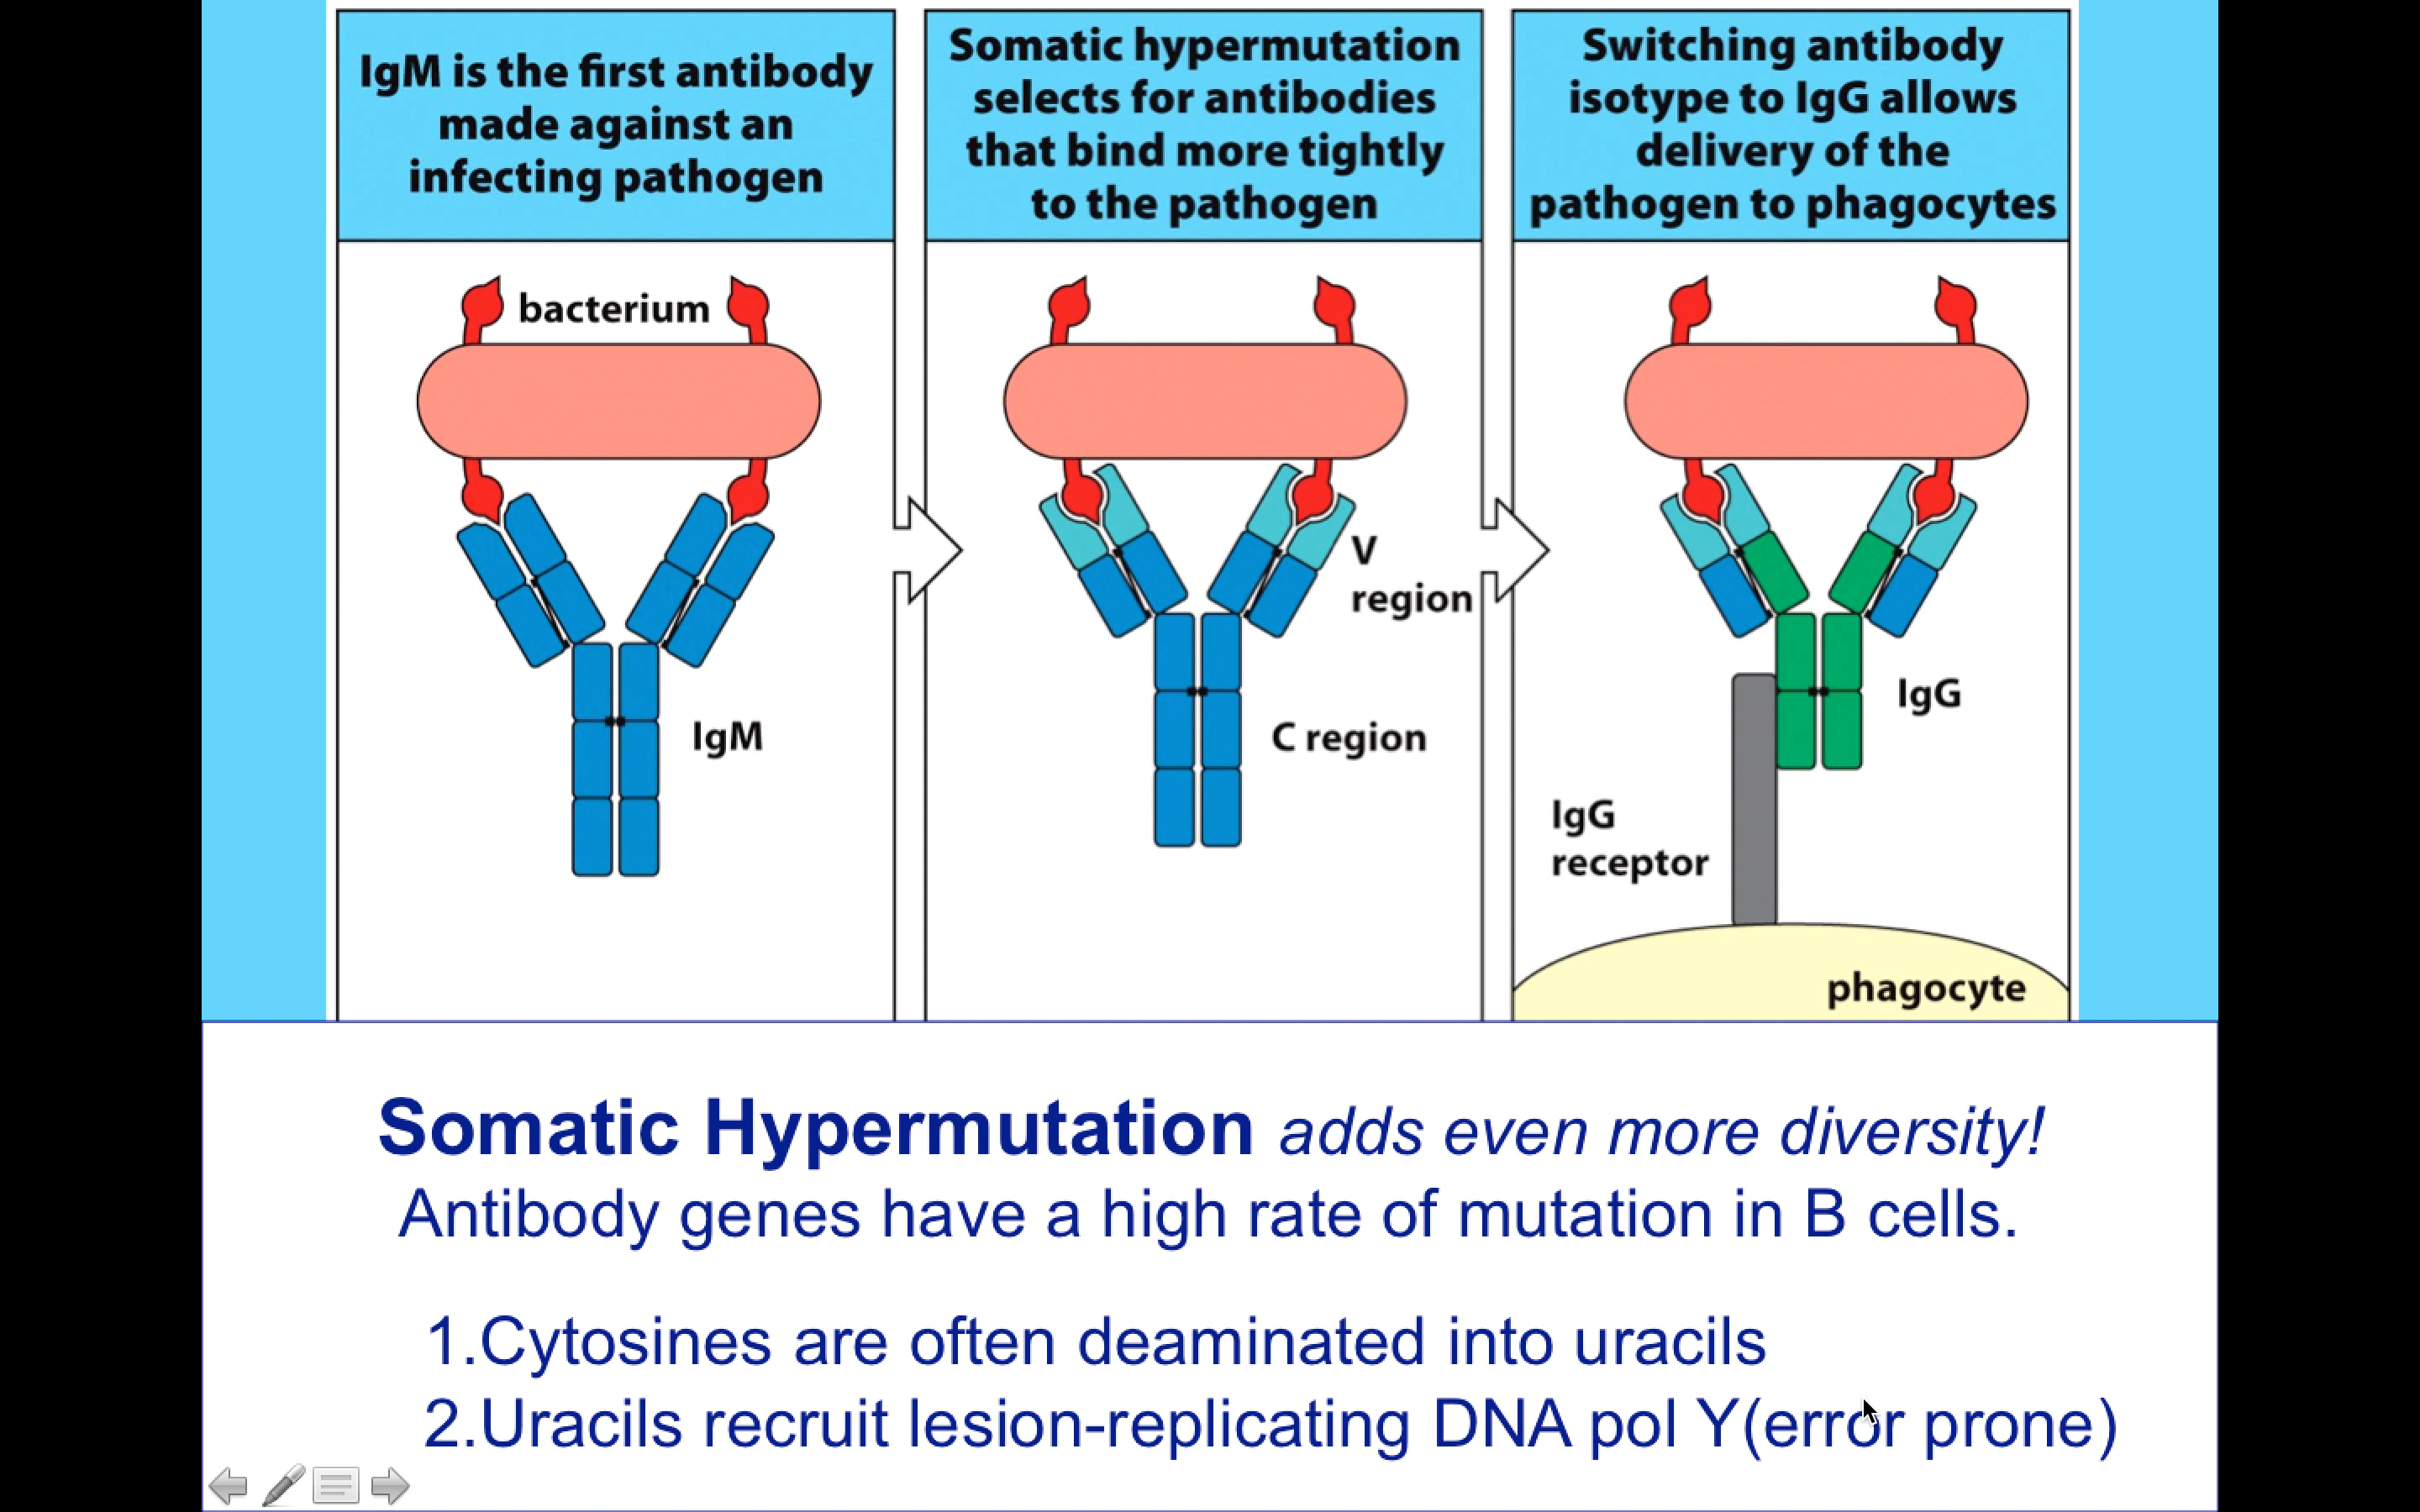 IgM is the first antibody
made against an
infecting pathogen
Somatic hypermutation
selects for antibodies
that bind more tightly
to the pathogen
Switching antibody
isotype to IgG allows
delivery of the
pathogen to phagocytes
bacterium
IgM
V
region
C region
IgG
IgG
receptor
phagocyte
Somatic Hypermutation adds even more diversity!
Antibody genes have a high rate of mutation in B cells.
1.Cytosines are often deaminated into uracils
2.Uracils recruit lesion-replicating DNA pol Y(error prone)